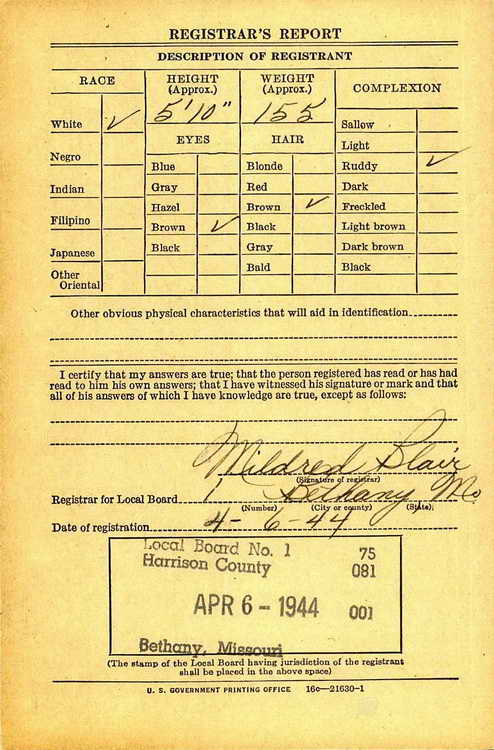 REGISTRAR'S REPORT
DESCRIPTION OF REGISTRANT
RACE
HEIGHT (Approx.)
WEIGHT (Approx.)
COMPLEXION
5'10"
155
White ✓
Sallow
EYES
HAIR
Light
Negro
Blue
Blonde
Ruddy ✓
Indian
Gray
Red
Dark
Hazel
Brown ✓
Freckled
Filipino
Brown ✓
Black
Light brown
Japanese
Black
Gray
Dark brown
Other Oriental
Bald
Black
Other obvious physical characteristics that will aid in identification
I certify that my answers are true; that the person registered has read or has had
read to him his own answers; that I have witnessed his signature or mark and that
all of his answers of which I have knowledge are true, except as follows:
Mildred Blair
(Signature of registrar)
Registrar for Local Board 1 Bethany Mo
(Number) (City or county) (State)
Date of registration 4-6-44
Local Board No. 1 75
Harrison County 081
APR 6 - 1944 001
Bethany, Missouri
(The stamp of the Local Board having jurisdiction of the registrant
shall be placed in the above space)
U. S. GOVERNMENT PRINTING OFFICE 16c—21630-1